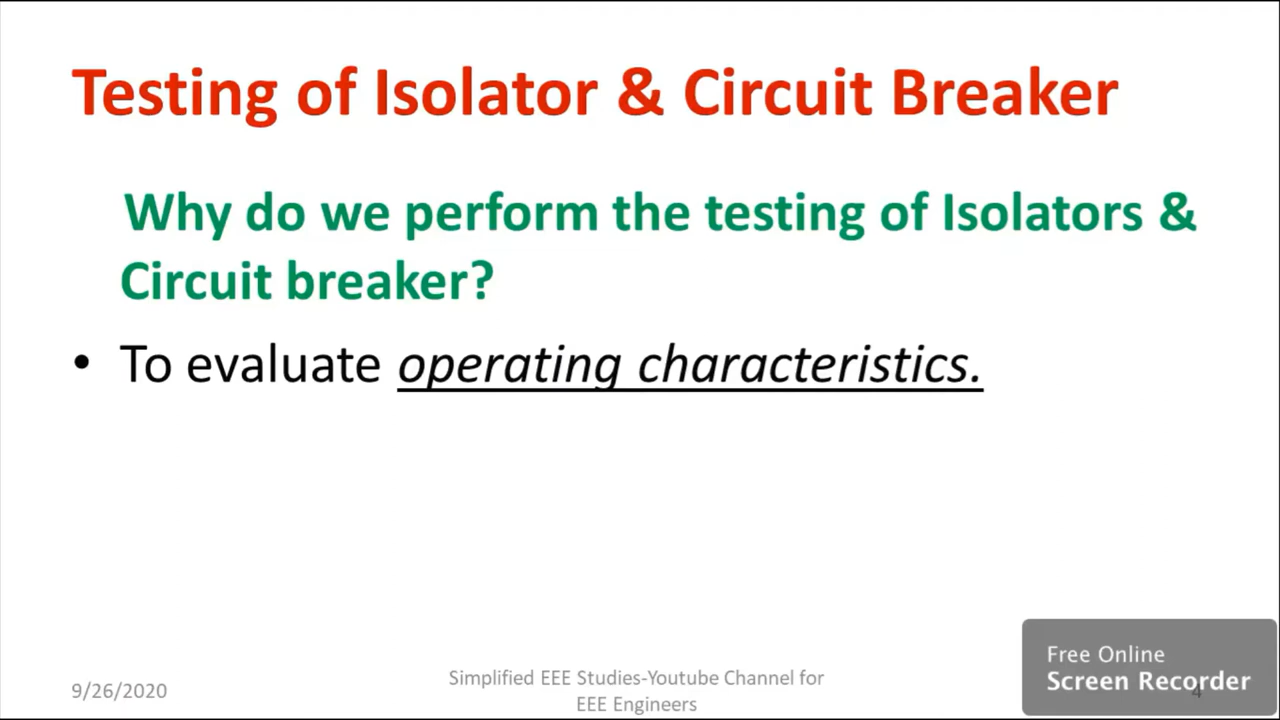 Testing of Isolator & Circuit Breaker
Why do we perform the testing of Isolators &
Circuit breaker?
• To evaluate operating characteristics.
9/26/2020
Simplified EEE Studies-Youtube Channel for
EEE Engineers
Free Online
Screen Recorder
4